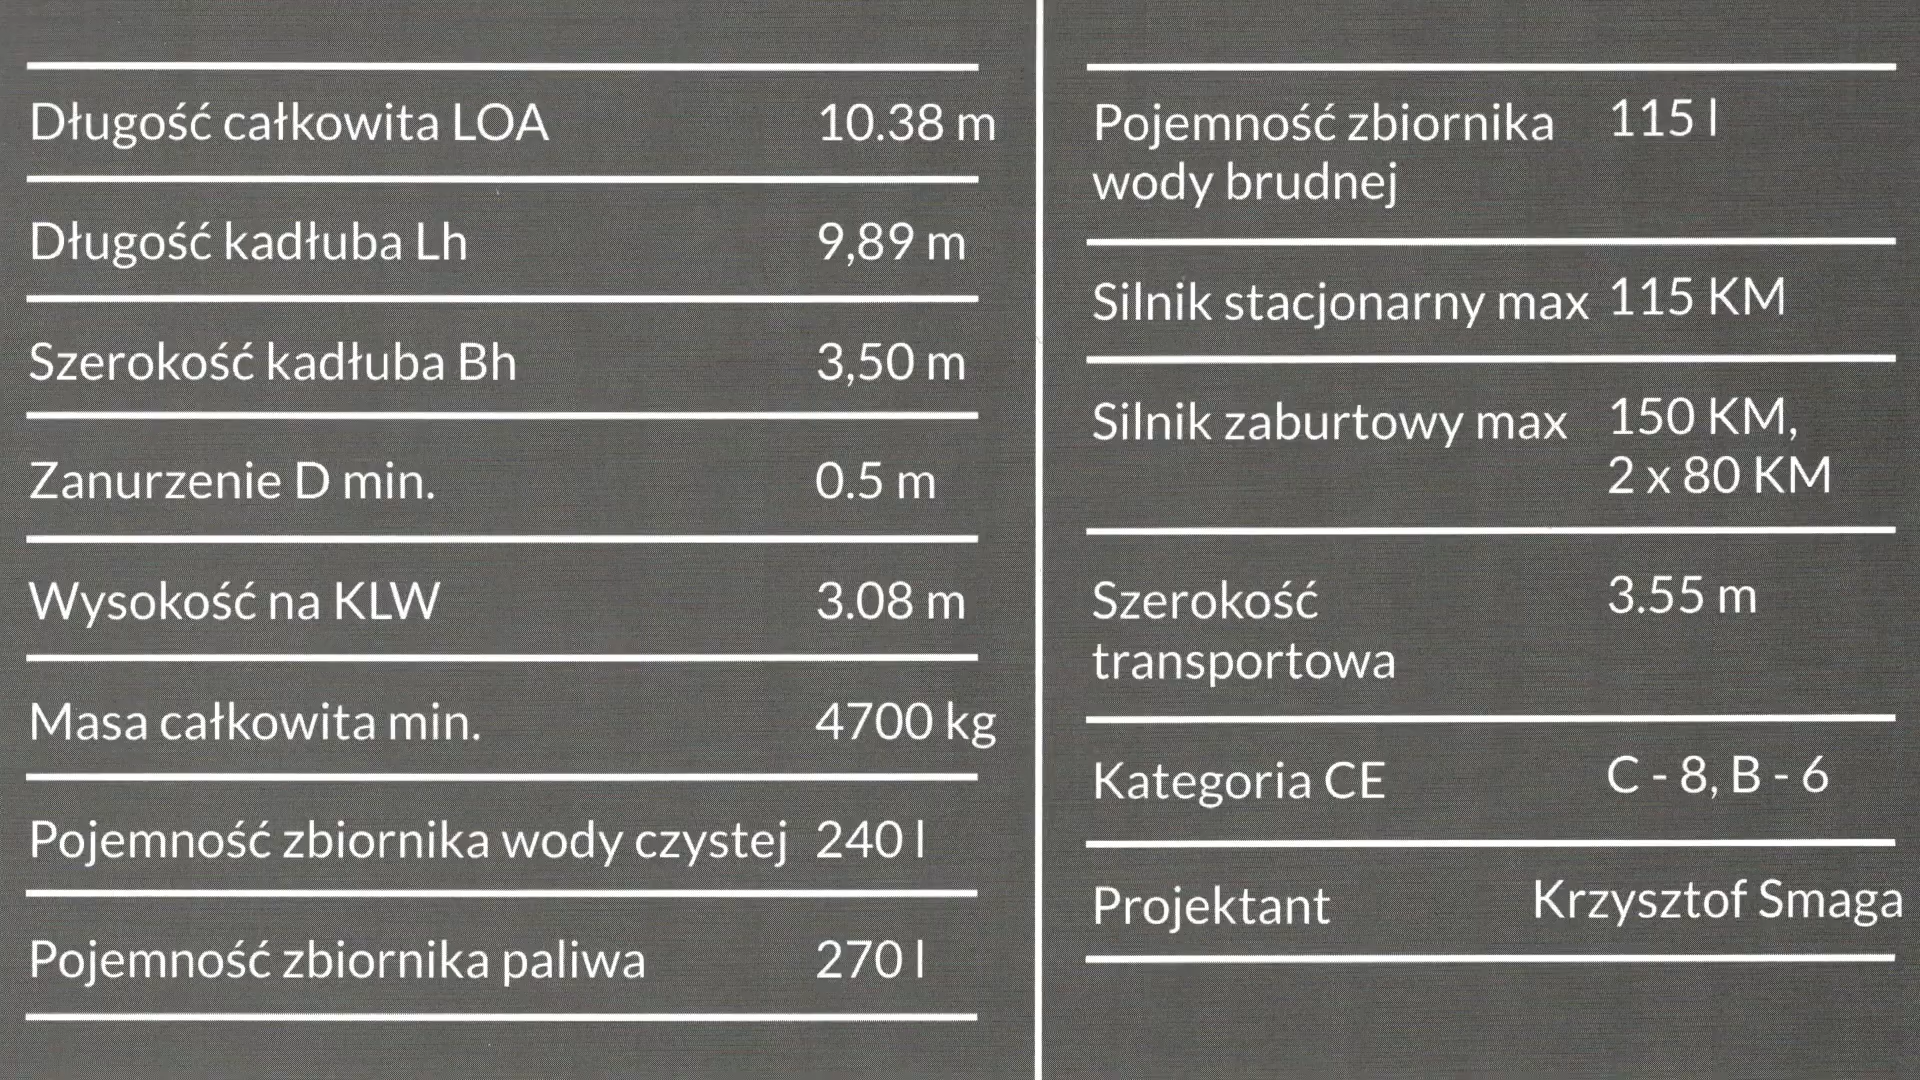 Długość całkowita LOA 10.38 m
Długość kadłuba Lh 9,89 m
Szerokość kadłuba Bh 3,50 m
Zanurzenie D min. 0.5 m
Wysokość na KLW 3.08 m
Masa całkowita min. 4700 kg
Pojemność zbiornika wody czystej 240 l
Pojemność zbiornika paliwa 270 l
Pojemność zbiornika 115 l
wody brudnej
Silnik stacjonarny max 115 KM
Silnik zaburtowy max 150 KM,
2 x 80 KM
Szerokość 3.55 m
transportowa
Kategoria CE C - 8, B - 6
Projektant Krzysztof Smaga